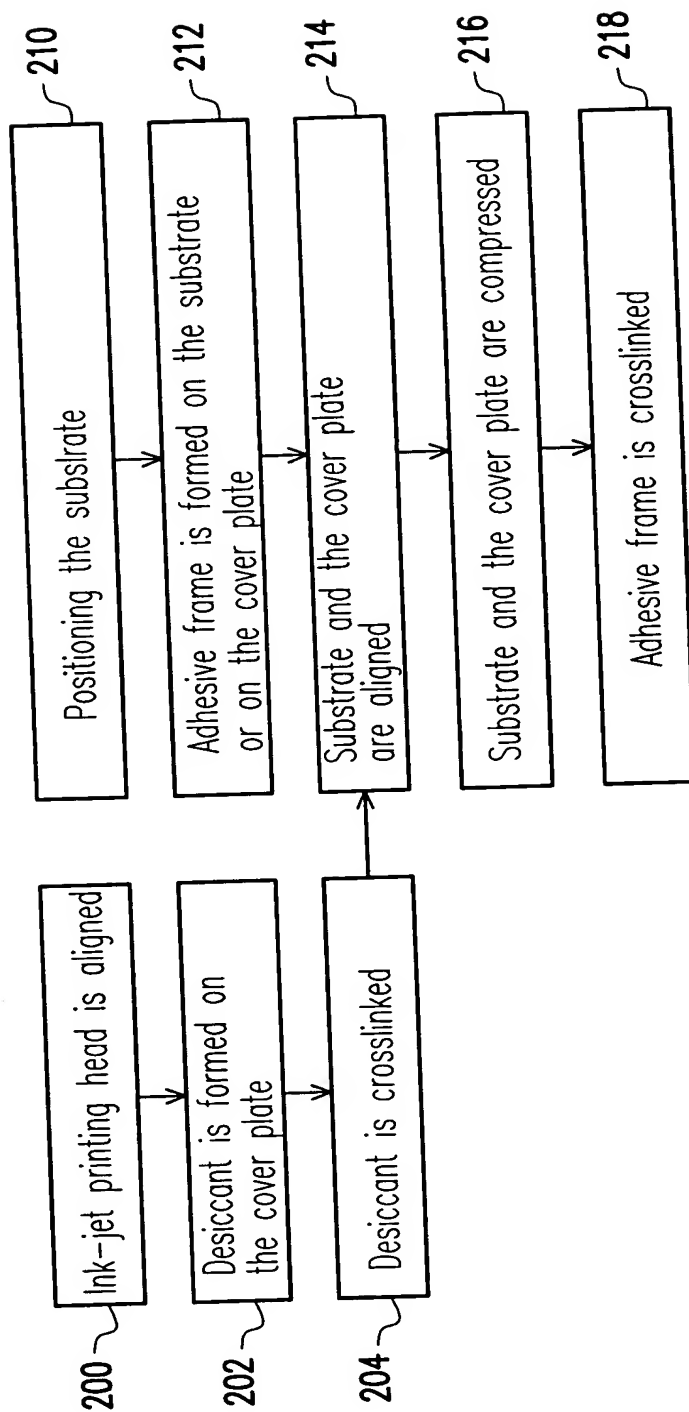 200
Ink-jet printing head is aligned
202
Desiccant is formed on
the cover plate
204
Desiccant is crosslinked
Positioning the substrate
210
Adhesive frame is formed on the substrate
or on the cover plate
212
Substrate and the cover plate
are aligned
214
Substrate and the cover plate are compressed
216
Adhesive frame is crosslinked
218